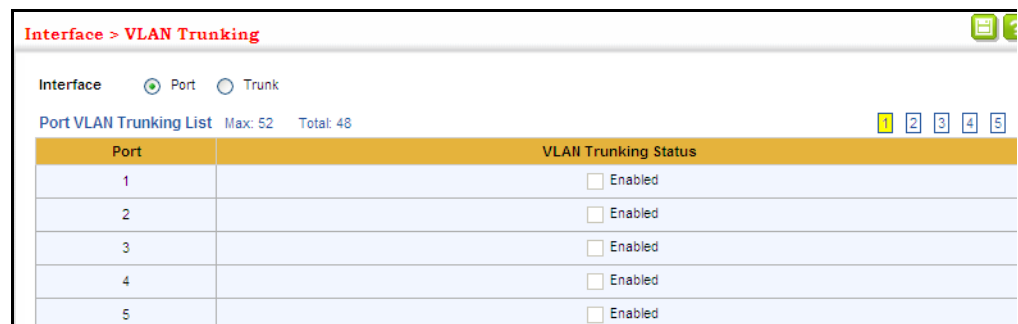 Interface > VLAN Trunking
?
Interface Port Trunk
Port VLAN Trunking List Max: 52 Total: 48 1 2 3 4 5
Port VLAN Trunking Status
1 Enabled
2 Enabled
3 Enabled
4 Enabled
5 Enabled